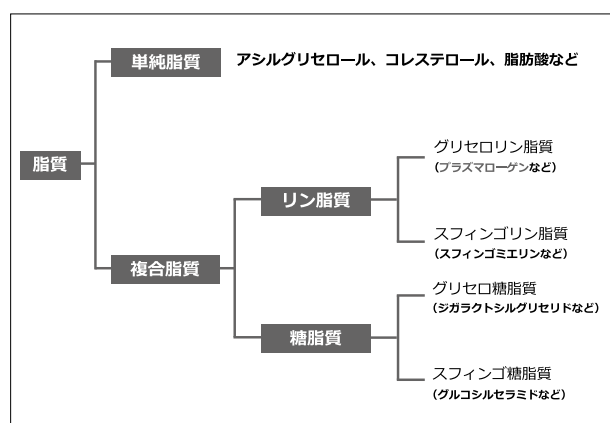 単純脂質
アシルグリセロール、コレステロール、脂肪酸など
脂質
複合脂質
リン脂質
グリセロリン脂質
(プラズマローゲンなど)
スフィンゴリン脂質
(スフィンゴミエリンなど)
糖脂質
グリセロ糖脂質
(ジガラクトシルグリセリドなど)
スフィンゴ糖脂質
(グルコシルセラミドなど)